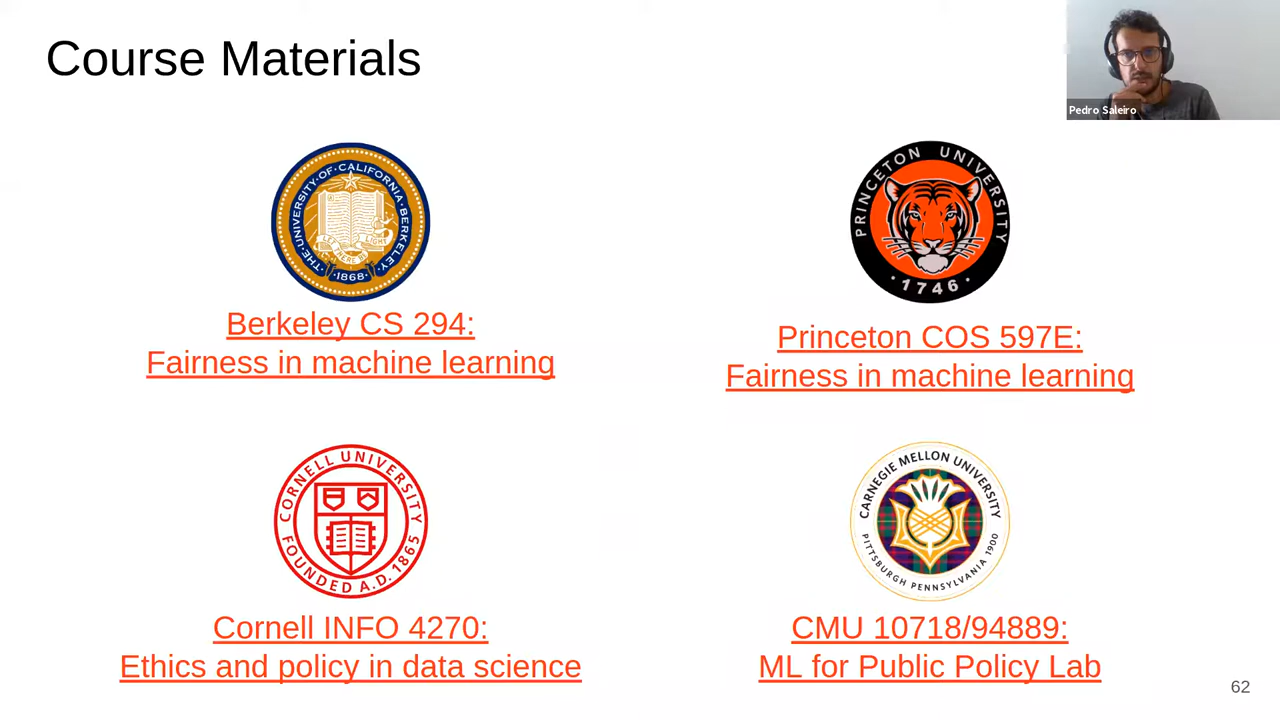 Course Materials
Pedro Saleiro
THE·UNIVERSITY·OF·CALIFORNIA·BERKELEY·
LET THERE BE LIGHT
·1868·
Berkeley CS 294:
Fairness in machine learning
PRINCETON UNIVERSITY
·1746·
Princeton COS 597E:
Fairness in machine learning
CORNELL UNIVERSITY
FOUNDED A.D. 1865
Cornell INFO 4270:
Ethics and policy in data science
CARNEGIE MELLON UNIVERSITY
PITTSBURGH PENNSYLVANIA 1900
CMU 10718/94889:
ML for Public Policy Lab
62